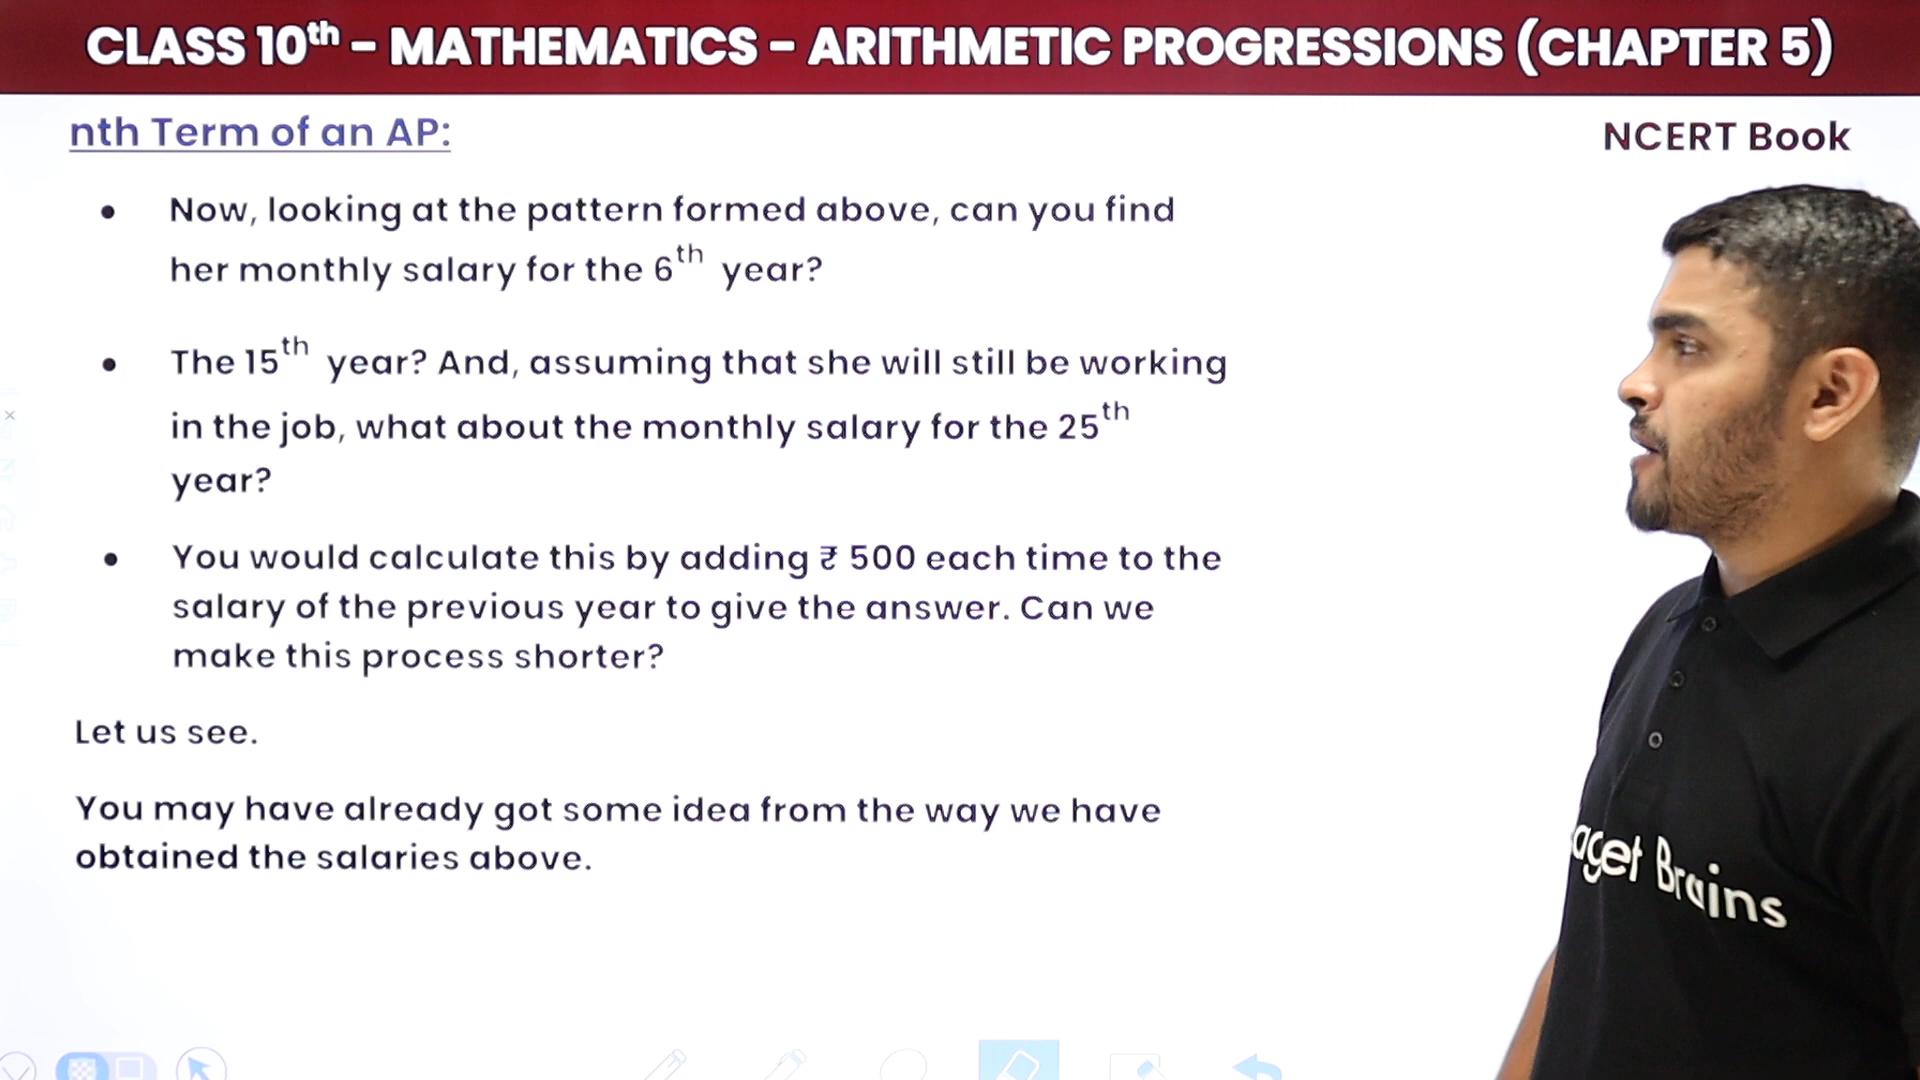 CLASS 10th – MATHEMATICS – ARITHMETIC PROGRESSIONS (CHAPTER 5)
nth Term of an AP:
NCERT Book
• Now, looking at the pattern formed above, can you find
her monthly salary for the 6th year?
• The 15th year? And, assuming that she will still be working
in the job, what about the monthly salary for the 25th
year?
• You would calculate this by adding ₹ 500 each time to the
salary of the previous year to give the answer. Can we
make this process shorter?
Let us see.
You may have already got some idea from the way we have
obtained the salaries above.
aget Brains